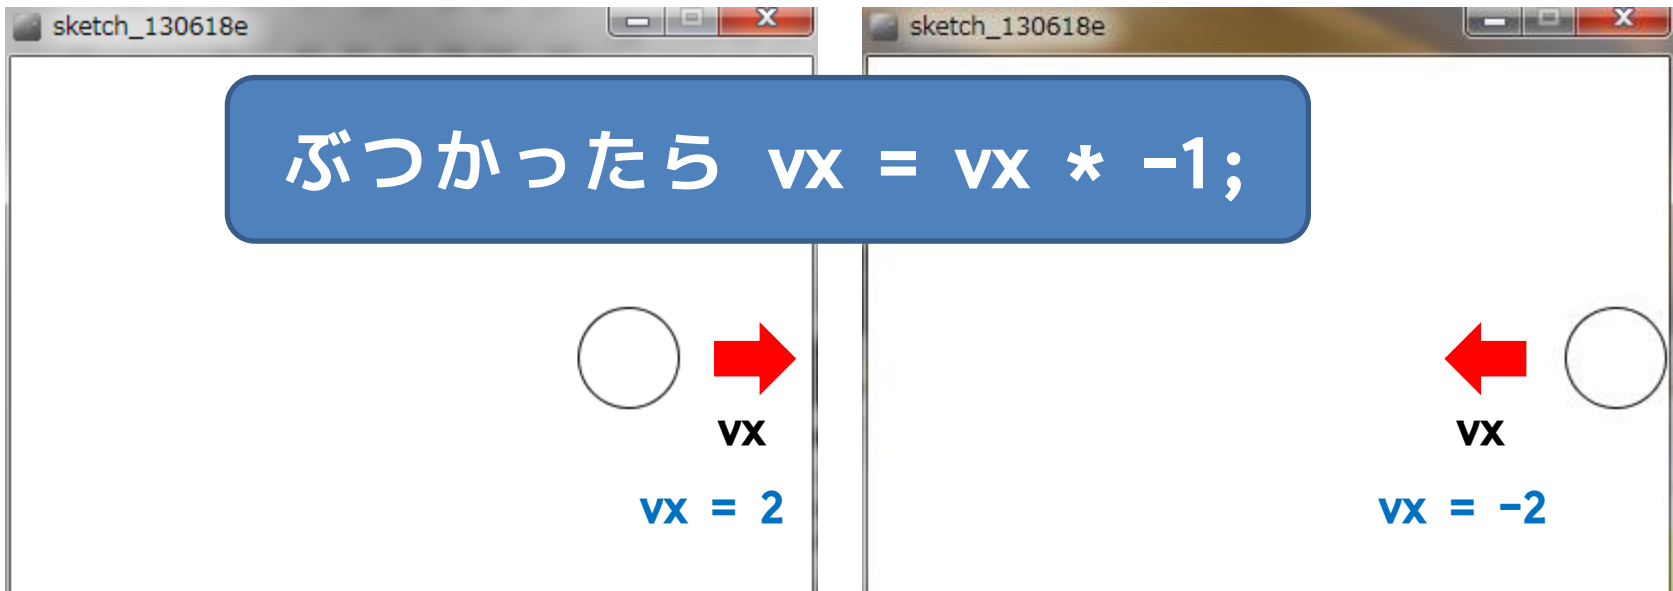 sketch_130618e
sketch_130618e
ぶつかったら vx = vx * -1;
vx
vx
vx = 2
vx = -2